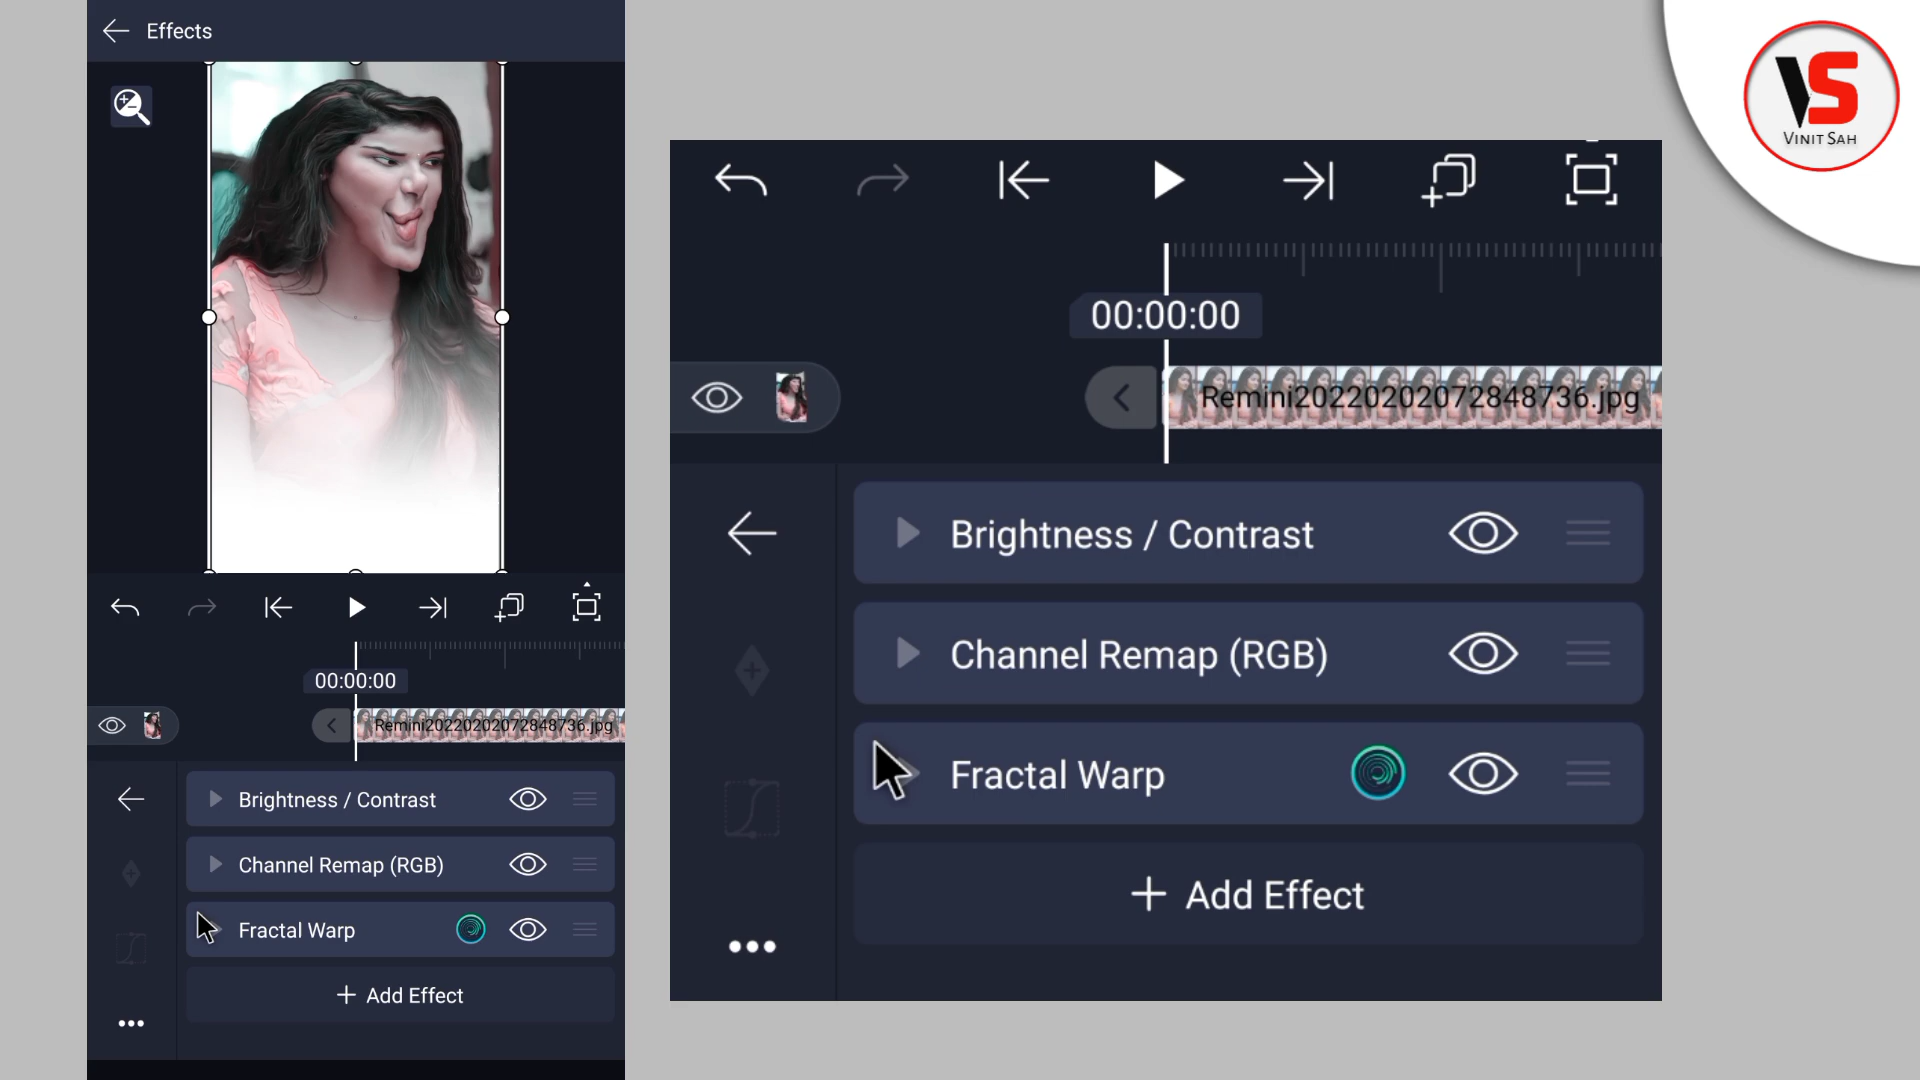 Effects
00:00:00
Remini20220202072848736.jpg
Brightness / Contrast
Channel Remap (RGB)
Fractal Warp
+ Add Effect
00:00:00
Remini20220202072848736.jpg
Brightness / Contrast
Channel Remap (RGB)
Fractal Warp
+ Add Effect
VS
VINIT SAH